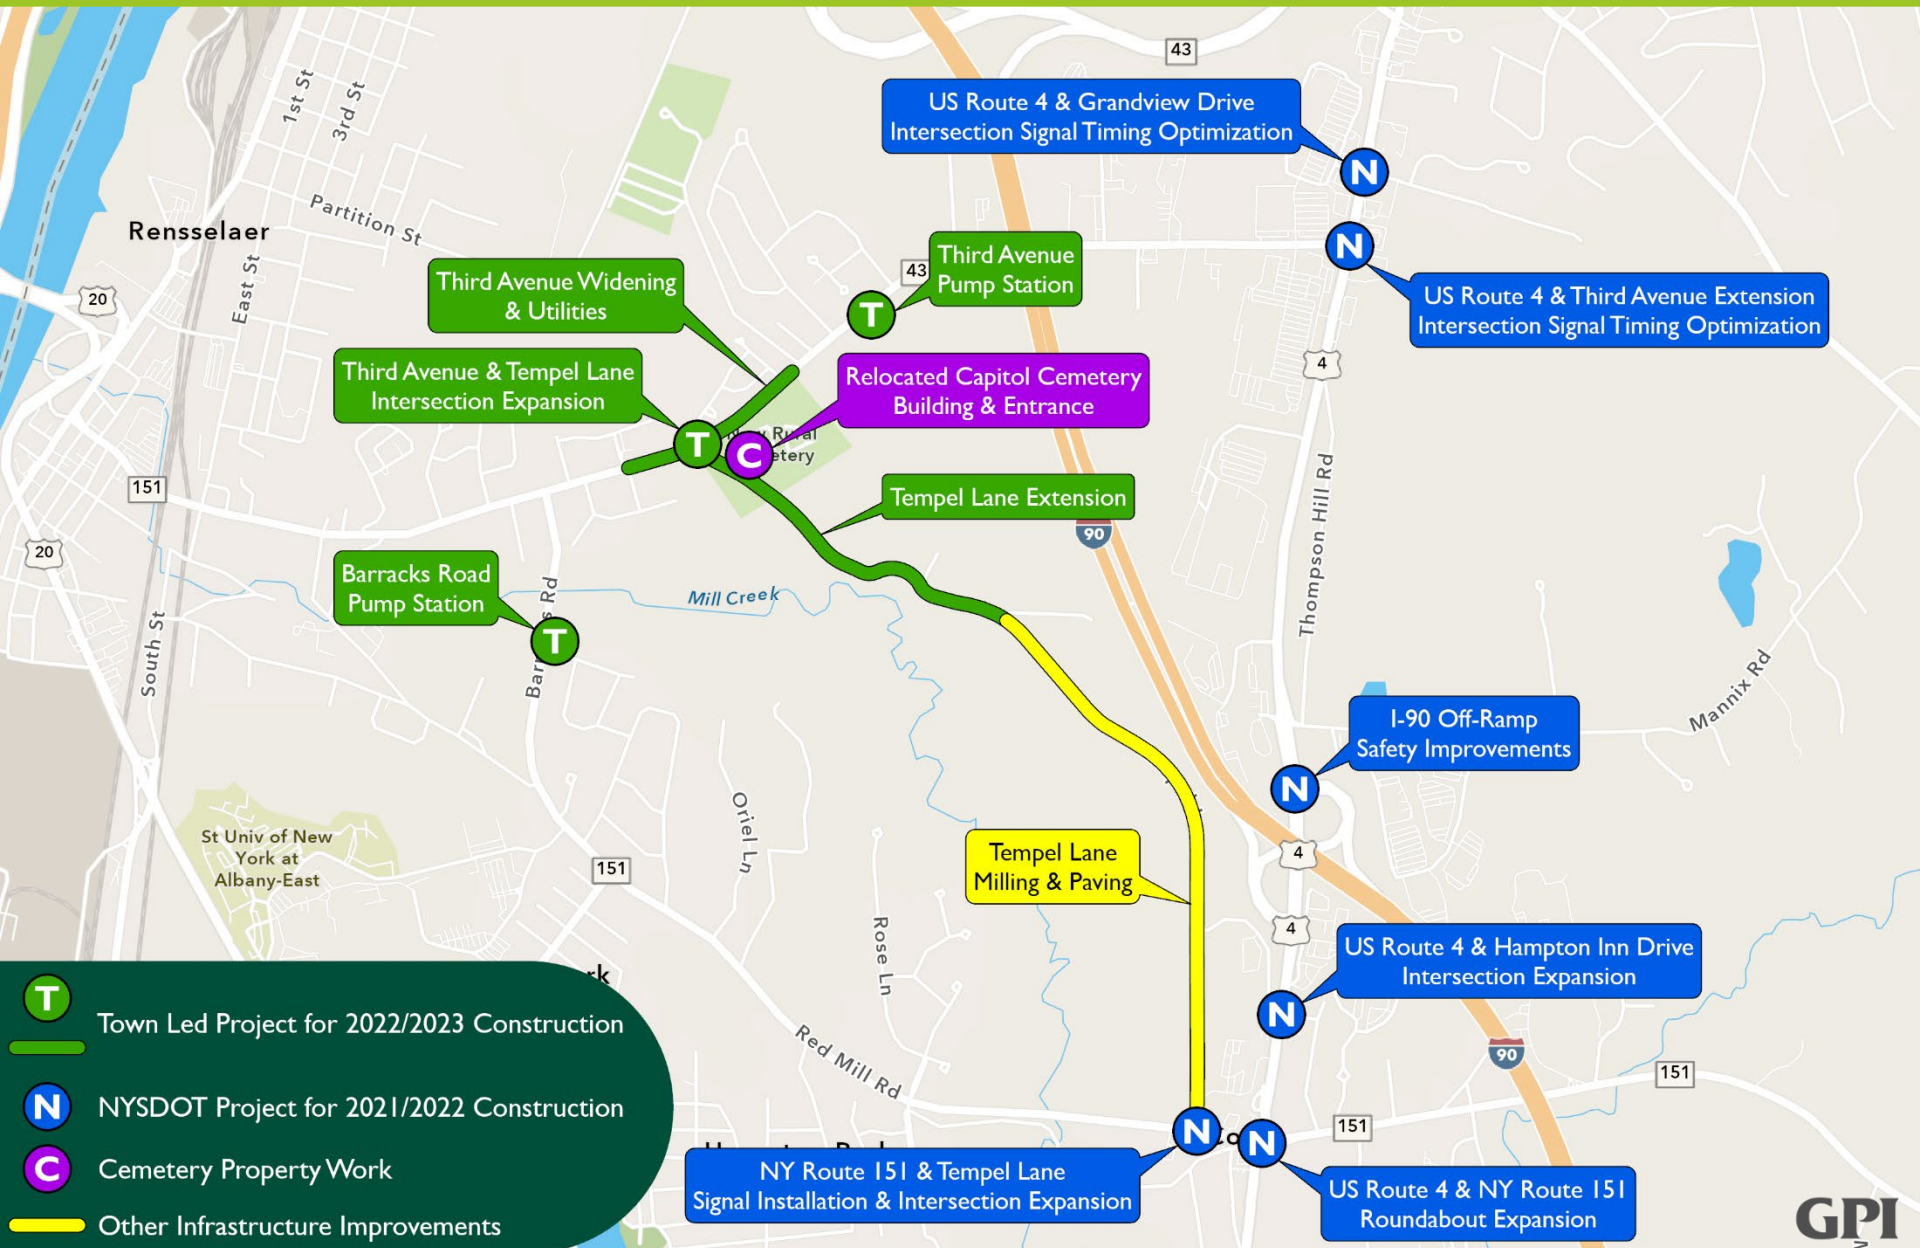 43
US Route 4 & Grandview Drive
Intersection Signal Timing Optimization
N
1st St
3rd St
Partition St
Rensselaer
East St
20
Third Avenue
Pump Station
43
T
N
Third Avenue Widening
& Utilities
US Route 4 & Third Avenue Extension
Intersection Signal Timing Optimization
Third Avenue & Tempel Lane
Intersection Expansion
Relocated Capitol Cemetery
Building & Entrance
4
T
C
Rural
151
Tempel Lane Extension
90
Thompson Hill Rd
20
Barracks Road
Pump Station
Mill Creek
Rd
T
South St
Mannix Rd
I-90 Off-Ramp
Safety Improvements
N
Oriel Ln
St Univ of New
York at
Albany-East
151
Tempel Lane
Milling & Paving
4
4
Rose Ln
US Route 4 & Hampton Inn Drive
Intersection Expansion
N
90
Red Mill Rd
151
151
N
N
NY Route 151 & Tempel Lane
Signal Installation & Intersection Expansion
US Route 4 & NY Route 151
Roundabout Expansion
T
Town Led Project for 2022/2023 Construction
N NYSDOT Project for 2021/2022 Construction
C Cemetery Property Work
Other Infrastructure Improvements
GPI